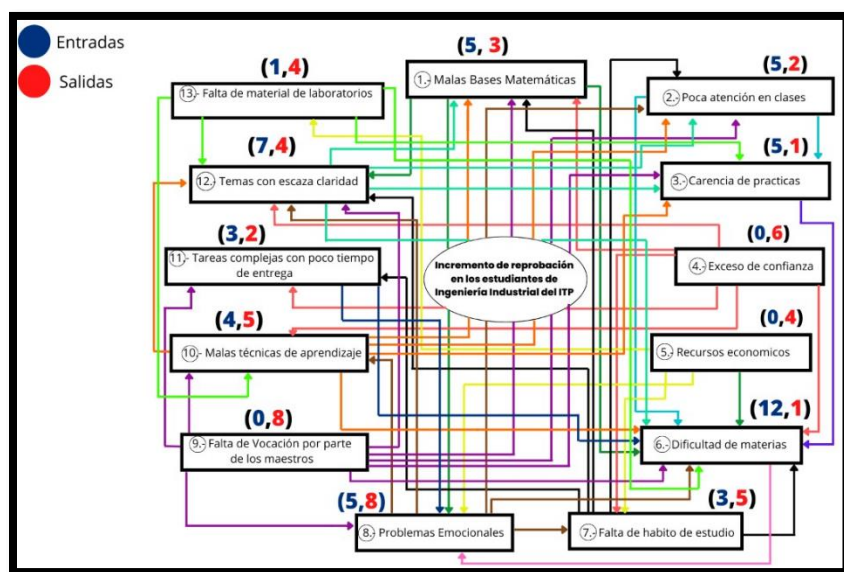 Entradas
Salidas
(5, 3)
1.- Malas Bases Matemáticas
(1,4)
13.- Falta de material de laboratorios
(5,2)
2.- Poca atención en clases
(7,4)
12.- Temas con escaza claridad
(5,1)
3.- Carencia de practicas
(3,2)
11.- Tareas complejas con poco tiempo
de entrega
Incremento de reprobación
en los estudiantes de
Ingeniería Industrial del ITP
(0,6)
4.- Exceso de confianza
(4,5)
10.- Malas técnicas de aprendizaje
(0,4)
5.- Recursos economicos
(0,8)
9.- Falta de Vocación por parte
de los maestros
(12,1)
6.- Dificultad de materias
(5,8)
8.- Problemas Emocionales
(3,5)
7.- Falta de habito de estudio